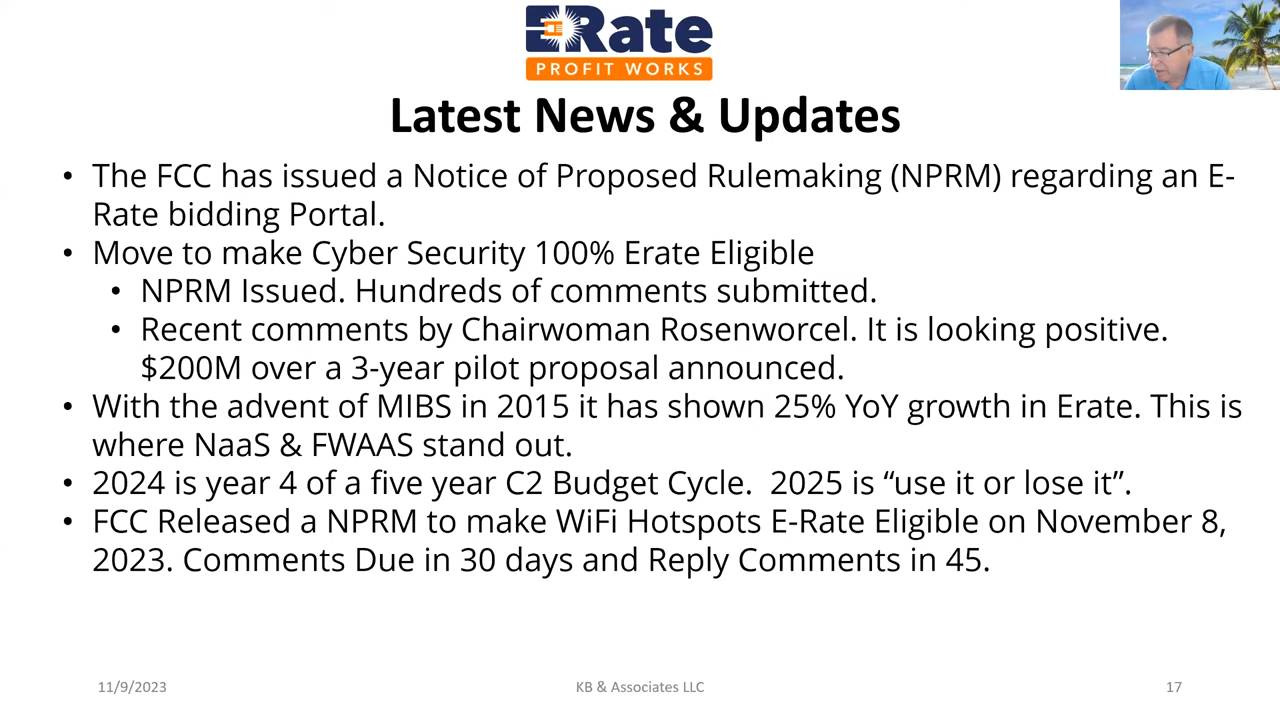 ERate
PROFIT WORKS
Latest News & Updates
• The FCC has issued a Notice of Proposed Rulemaking (NPRM) regarding an E-
Rate bidding Portal.
• Move to make Cyber Security 100% Erate Eligible
• NPRM Issued. Hundreds of comments submitted.
• Recent comments by Chairwoman Rosenworcel. It is looking positive.
$200M over a 3-year pilot proposal announced.
• With the advent of MIBS in 2015 it has shown 25% YoY growth in Erate. This is
where NaaS & FWAAS stand out.
• 2024 is year 4 of a five year C2 Budget Cycle.  2025 is “use it or lose it”.
• FCC Released a NPRM to make WiFi Hotspots E-Rate Eligible on November 8,
2023. Comments Due in 30 days and Reply Comments in 45.
11/9/2023
KB & Associates LLC
17